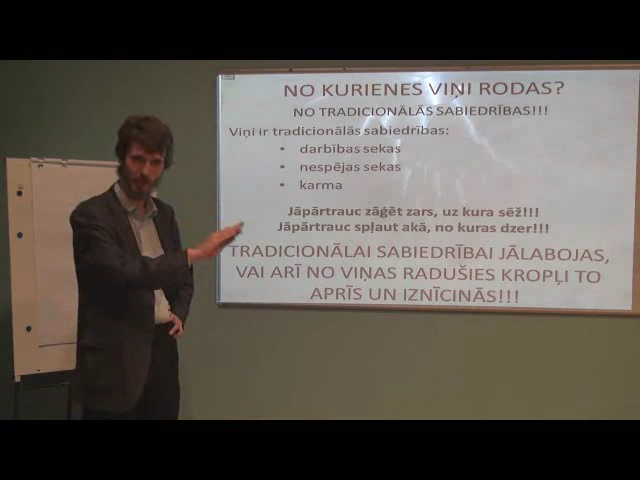 NO KURIENES VIŅI RODAS?
NO TRADICIONĀLĀS SABIEDRĪBAS!!!
Viņi ir tradicionālās sabiedrības:
• darbības sekas
• nespējas sekas
• karma
Jāpārtrauc zāģēt zars, uz kura sēž!!!
Jāpārtrauc spļaut akā, no kuras dzer!!!
TRADICIONĀLAI SABIEDRĪBAI JĀLABOJAS,
VAI ARĪ NO VIŅAS RADUŠIES KROPĻI TO
APRĪS UN IZNĪCINĀS!!!